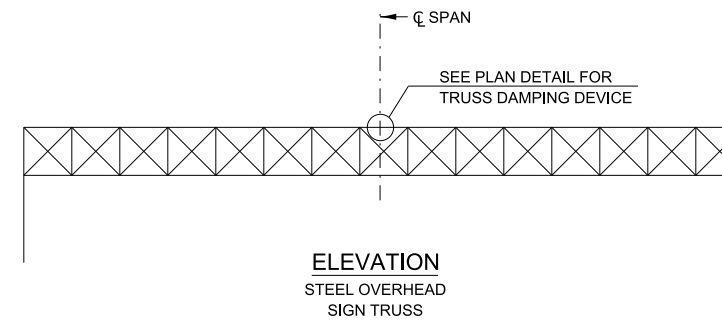 ℄ SPAN
SEE PLAN DETAIL FOR
TRUSS DAMPING DEVICE
ELEVATION
STEEL OVERHEAD
SIGN TRUSS